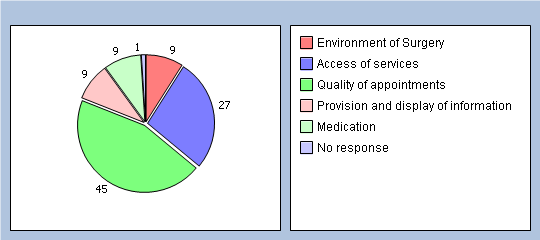 9
1
9
9
27
45
Environment of Surgery
Access of services
Quality of appointments
Provision and display of information
Medication
No response